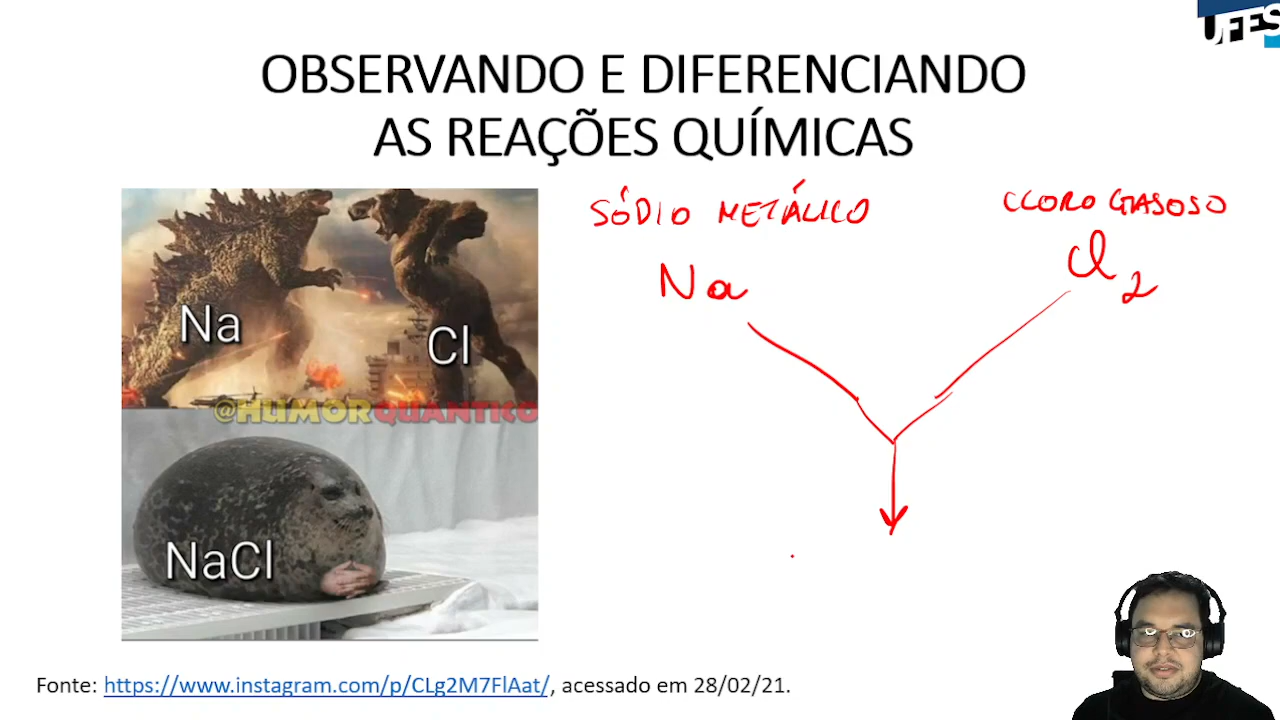 UFES
OBSERVANDO E DIFERENCIANDO
AS REAÇÕES QUÍMICAS
SÓDIO METÁLICO
CLORO GASOSO
Na
Cl2
Na
Cl
@HUMORQUANTICO
NaCl
Fonte: https://www.instagram.com/p/CLg2M7FlAat/, acessado em 28/02/21.